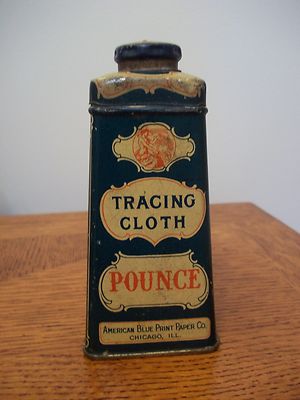 TRACING
CLOTH
POUNCE
AMERICAN BLUE PRINT PAPER CO.
CHICAGO, ILL.